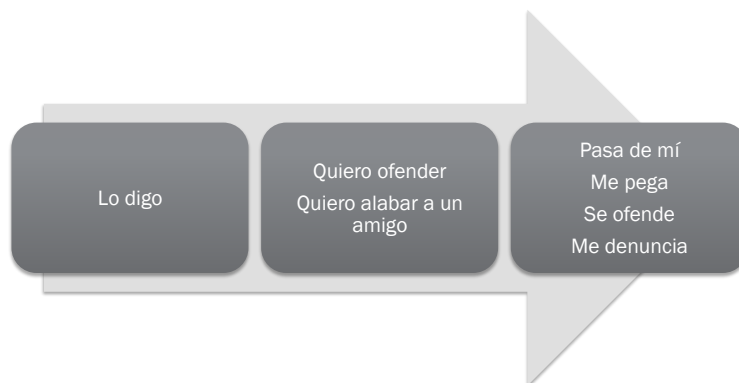 Lo digo
Quiero ofender
Quiero alabar a un
amigo
Pasa de mí
Me pega
Se ofende
Me denuncia